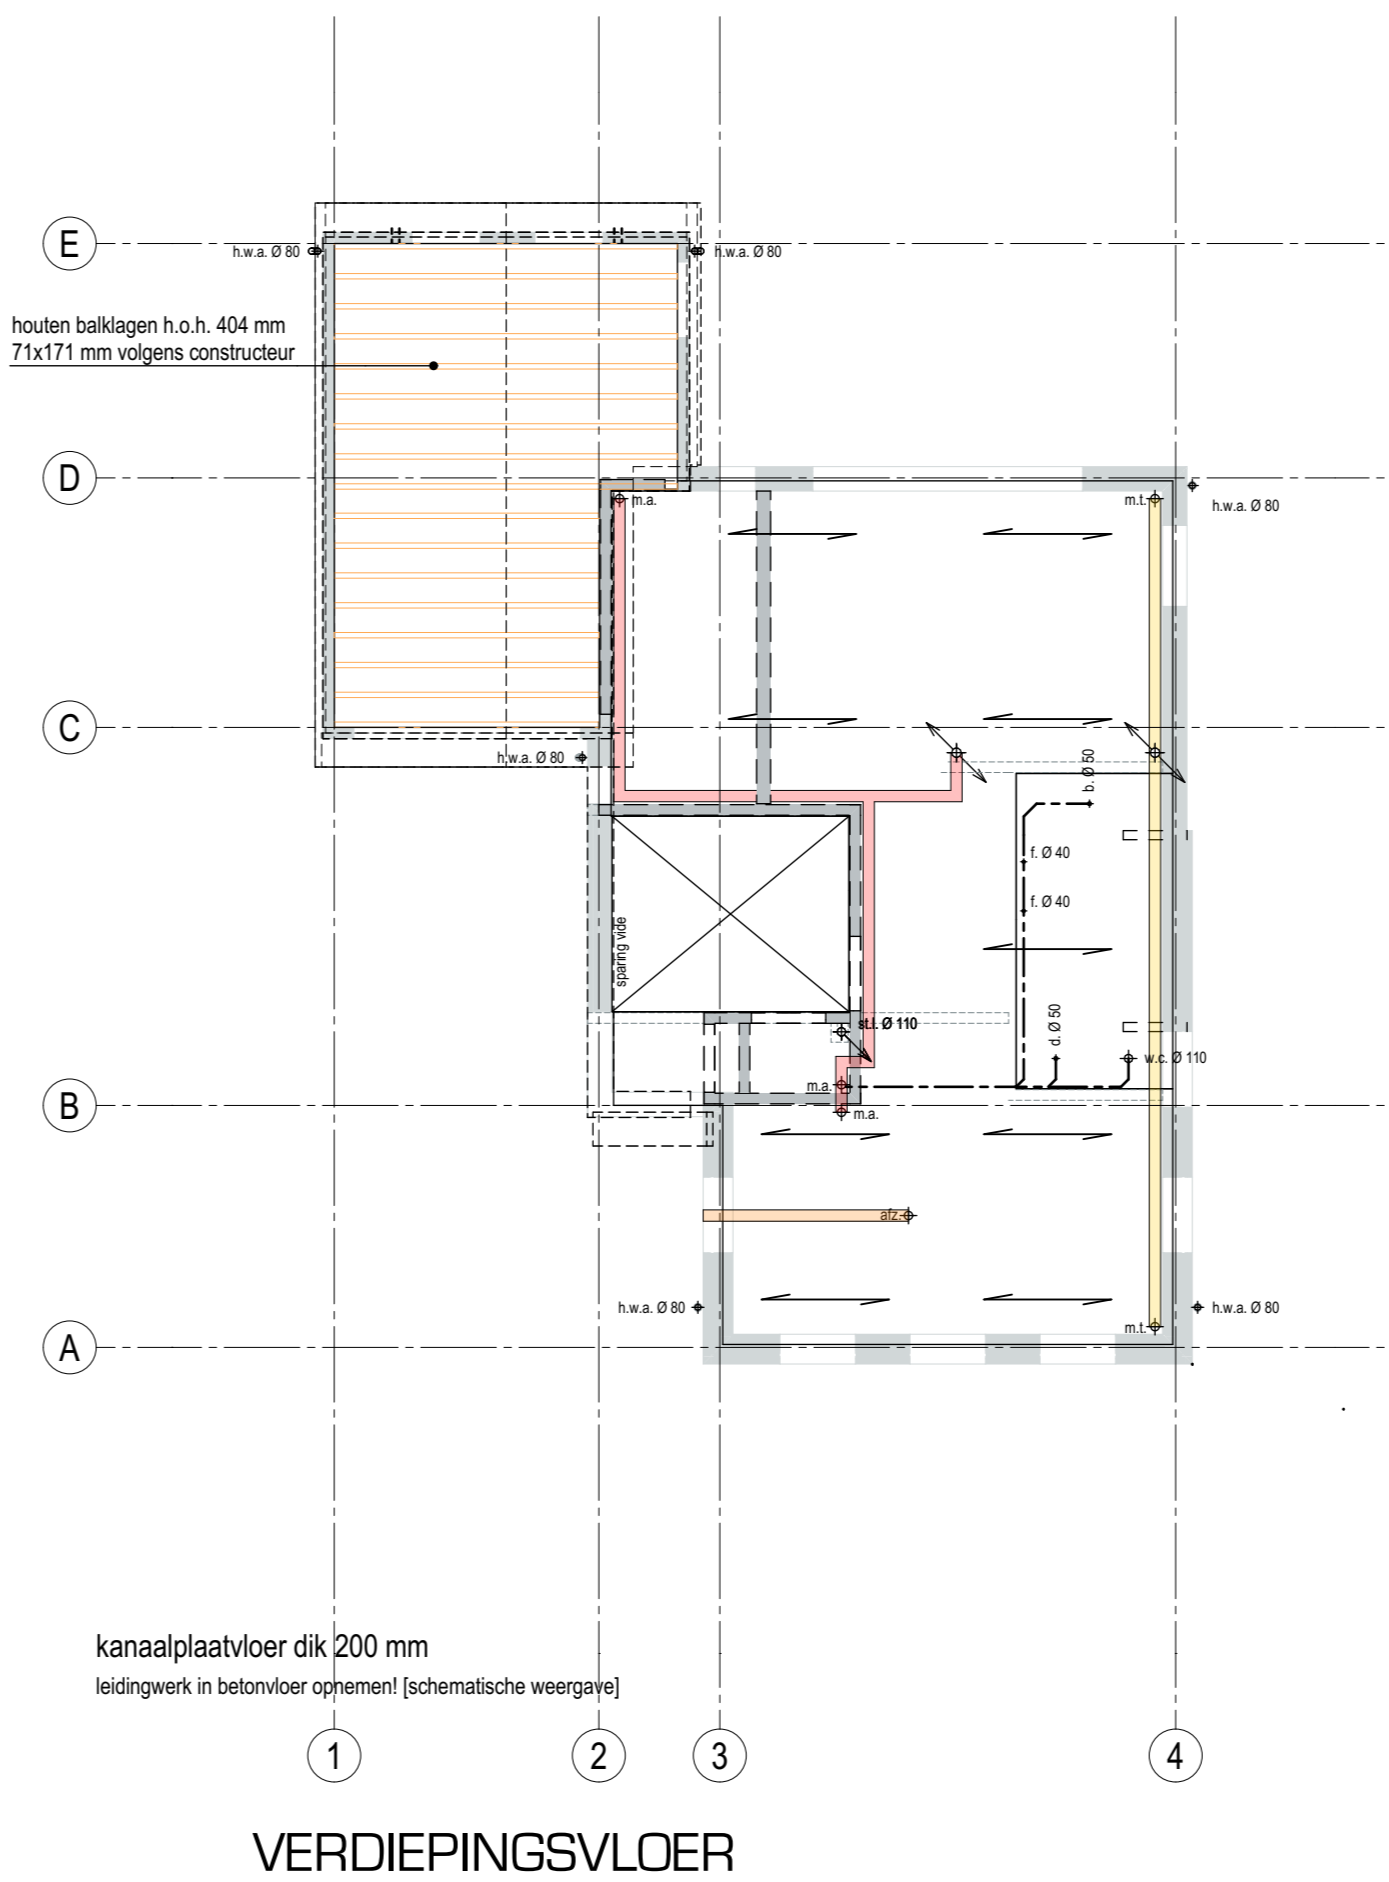 E
h.w.a. Ø 80
h.w.a. Ø 80
houten balklagen h.o.h. 404 mm
71x171 mm volgens constructeur
D
m.a.
m.t.
h.w.a. Ø 80
C
h.w.a. Ø 80
b. Ø 50
f. Ø 40
f. Ø 40
sparing vide
st.l. Ø 110
d. Ø 50
w.c. Ø 110
m.a.
B
m.a.
afz.
h.w.a. Ø 80
h.w.a. Ø 80
m.t.
A
kanaalplaatvloer dik 200 mm
leidingwerk in betonvloer opnemen! [schematische weergave]
1
2
3
4
VERDIEPINGSVLOER